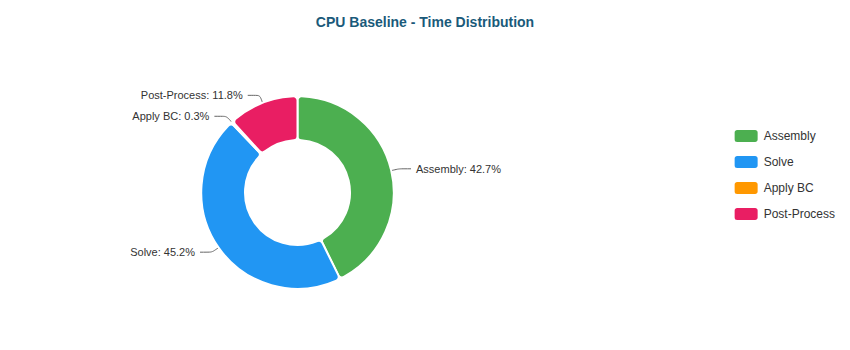 CPU Baseline - Time Distribution
Post-Process: 11.8%
Apply BC: 0.3%
Assembly: 42.7%
Solve: 45.2%
Assembly
Solve
Apply BC
Post-Process